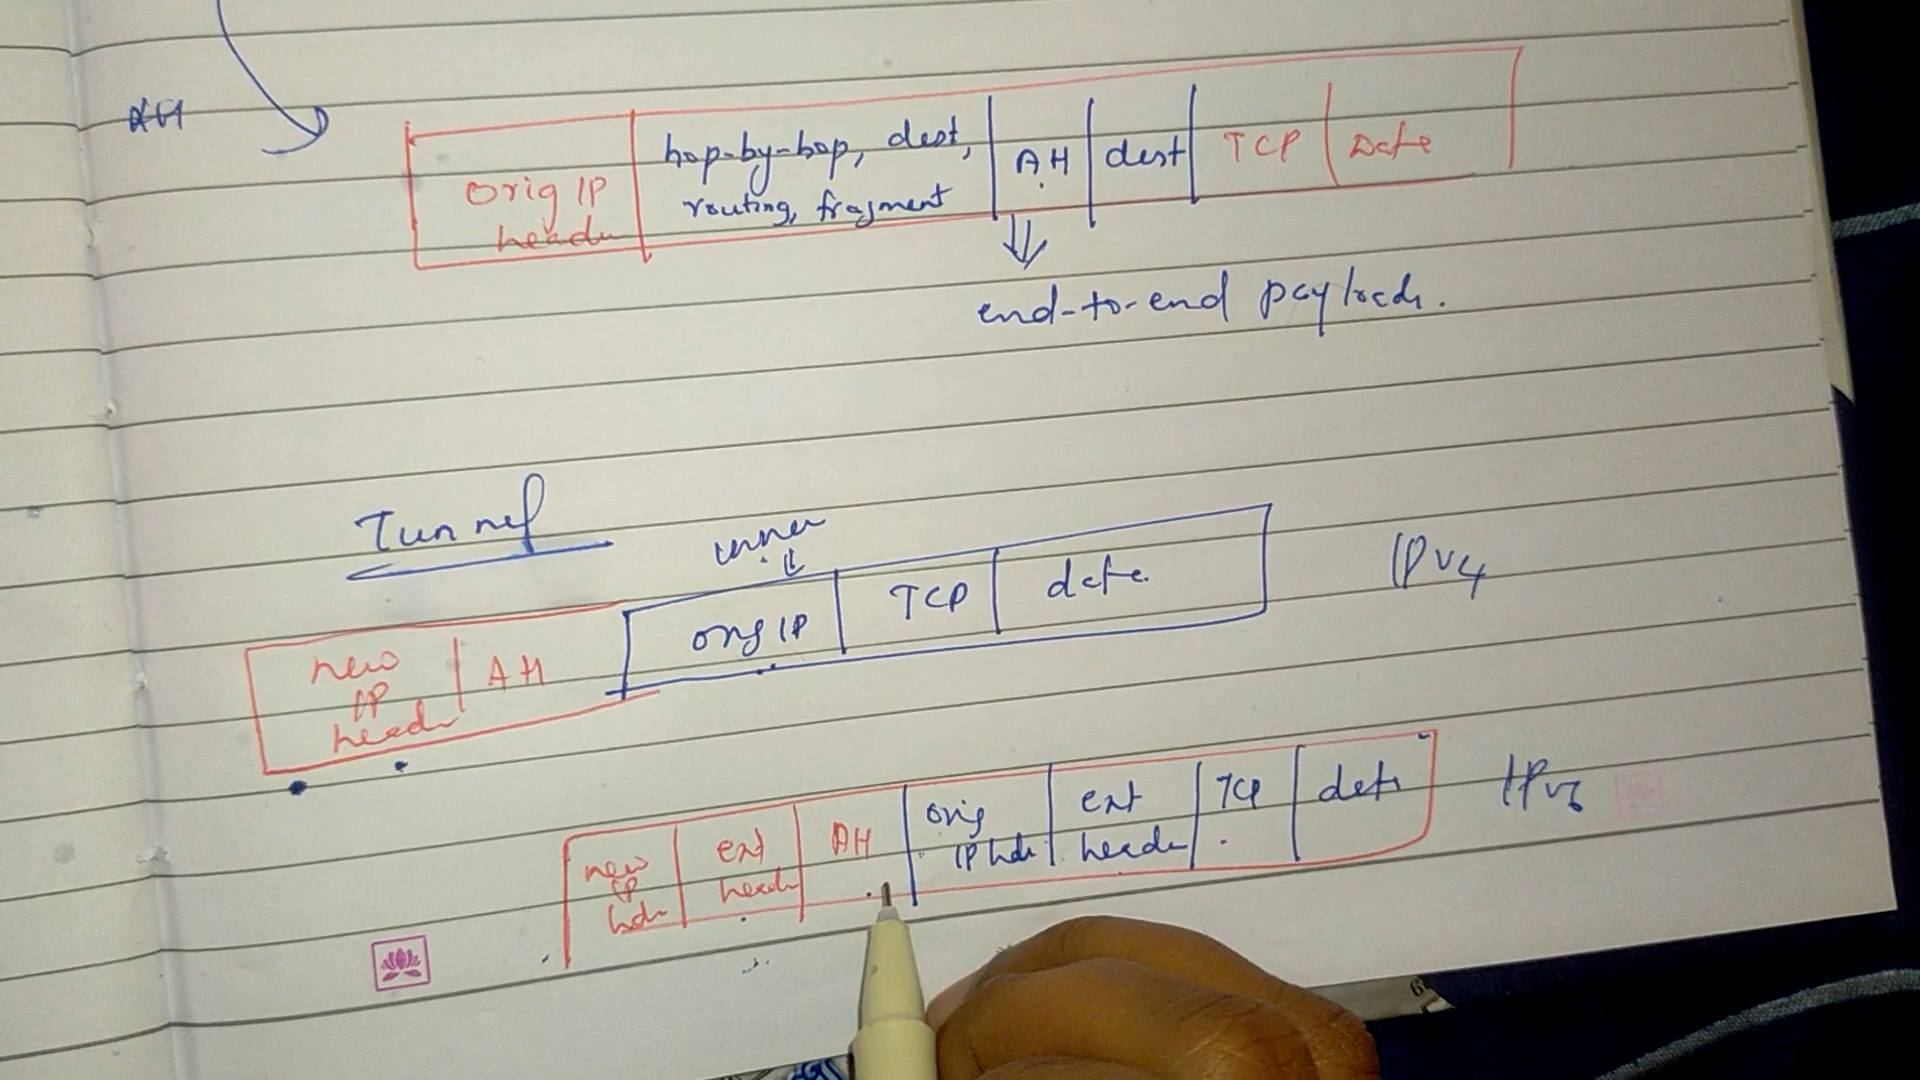 hop-by-hop, dest, AH dest TCP Data
Orig IP routing, fragment
header
end-to-end payload.
Tunnel
inner
orig IP TCP data
IPv4
new AH
IP
header
new ext AH orig ext TCP data
IP header IP hdr header
hdr
IPv6